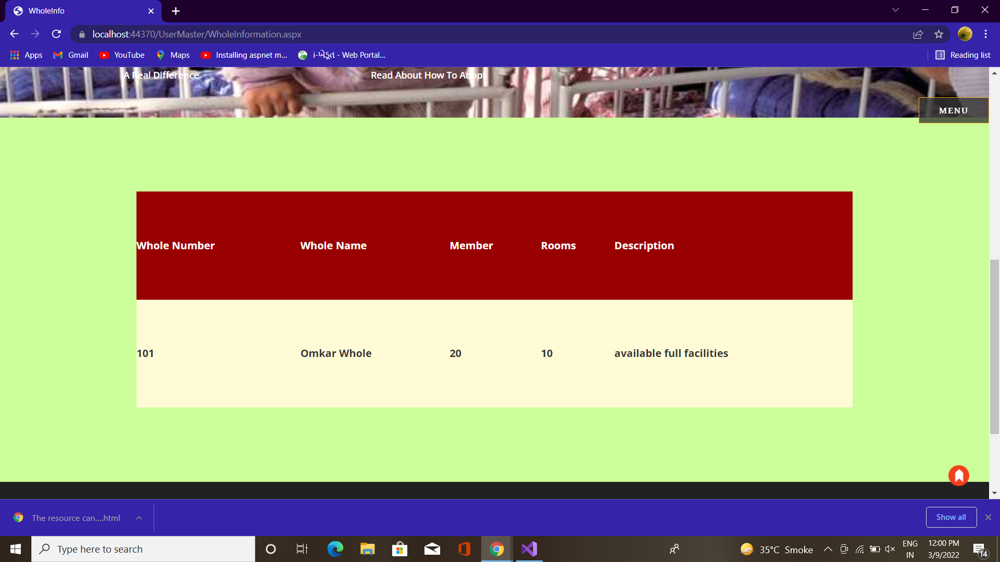 WholeInfo
localhost:44370/UserMaster/WholeInformation.aspx
Apps Gmail YouTube Maps Installing aspnet m... i-ખેડૂત - Web Portal... Reading list
A Real Difference Read About How To Adopt
MENU
Whole Number Whole Name Member Rooms Description
101 Omkar Whole 20 10 available full facilities
The resource can....html Show all
Type here to search 35°C Smoke ENG IN 12:00 PM 3/9/2022 14